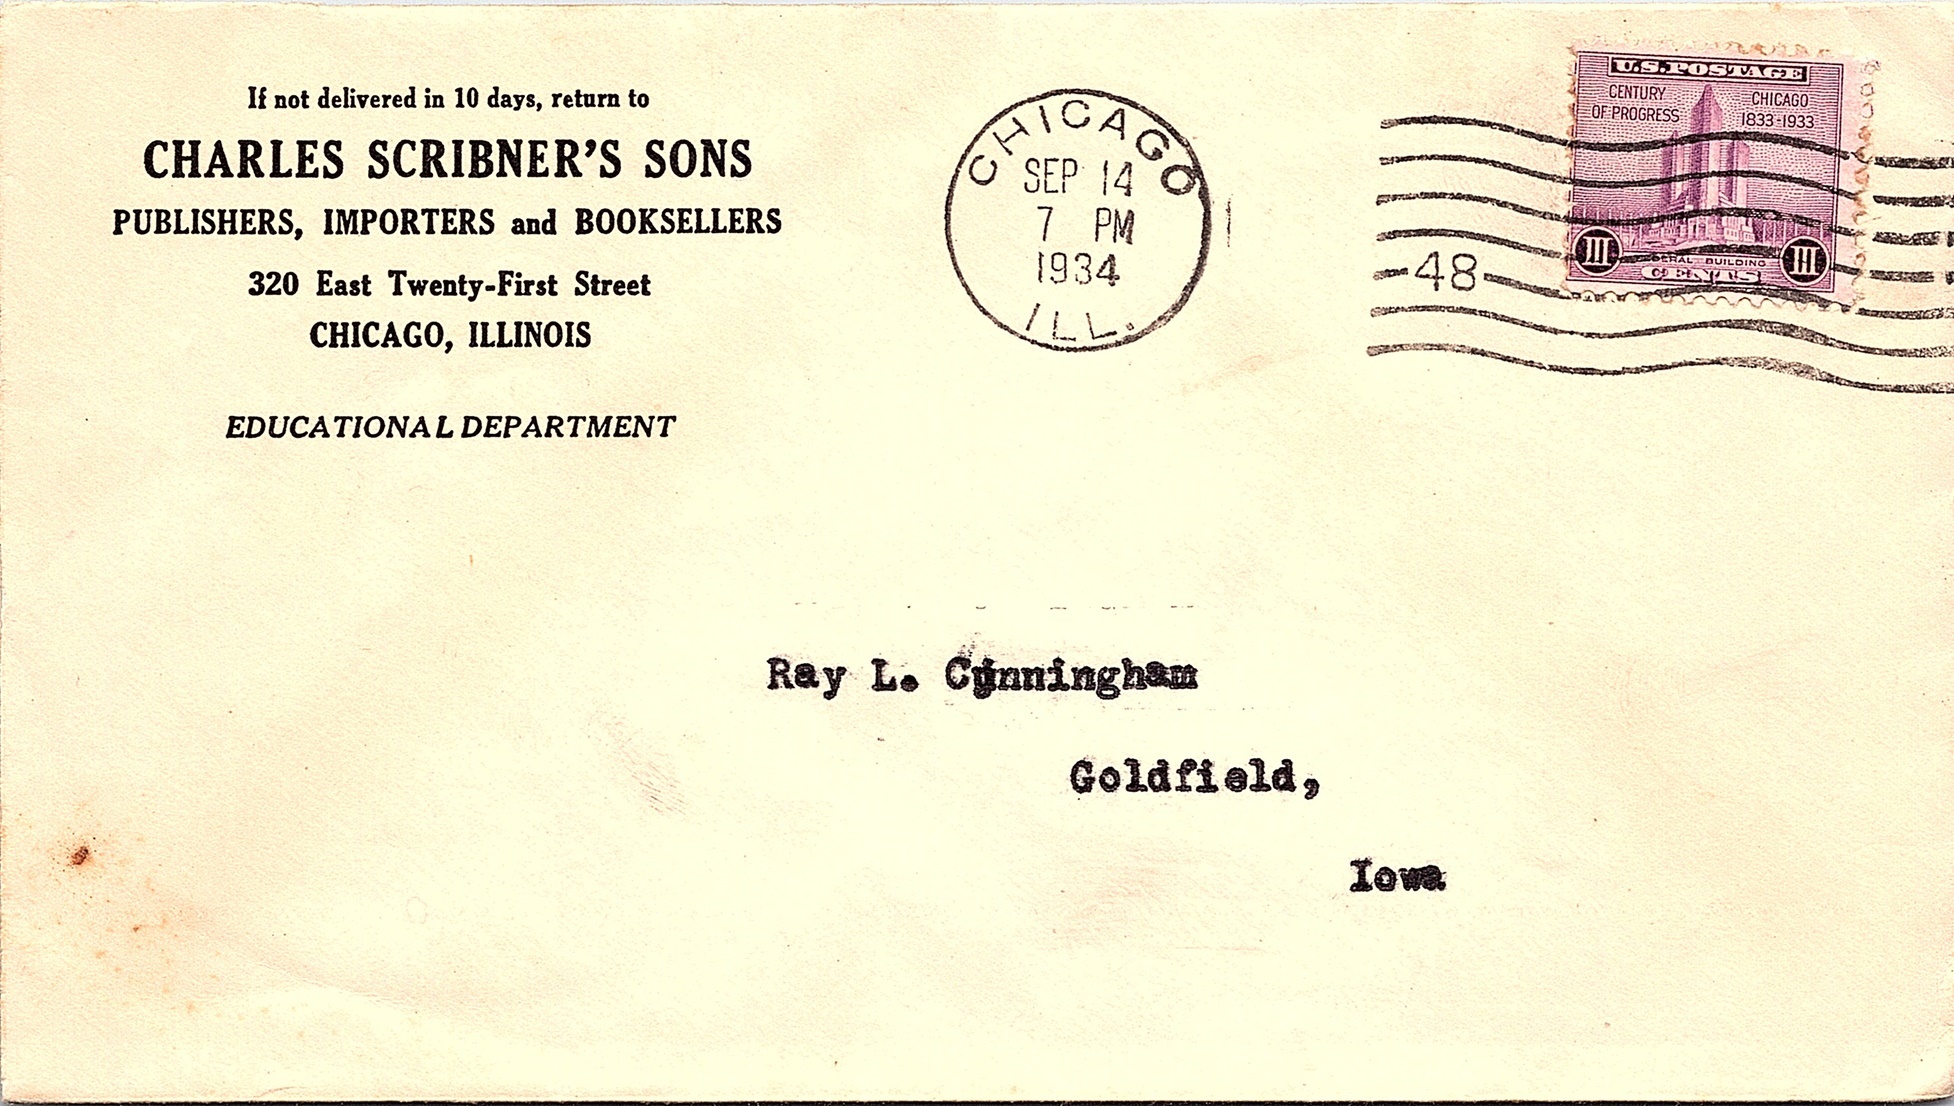 If not delivered in 10 days, return to
CHARLES SCRIBNER'S SONS
PUBLISHERS, IMPORTERS and BOOKSELLERS
320 East Twenty-First Street
CHICAGO, ILLINOIS
EDUCATIONAL DEPARTMENT
CHICAGO
SEP 14
7 PM
1934
ILL.
48
U.S. POSTAGE
CENTURY OF PROGRESS
CHICAGO 1833-1933
III
BUILDING
III
Ray L. Cunningham
Goldfield,
Iowa